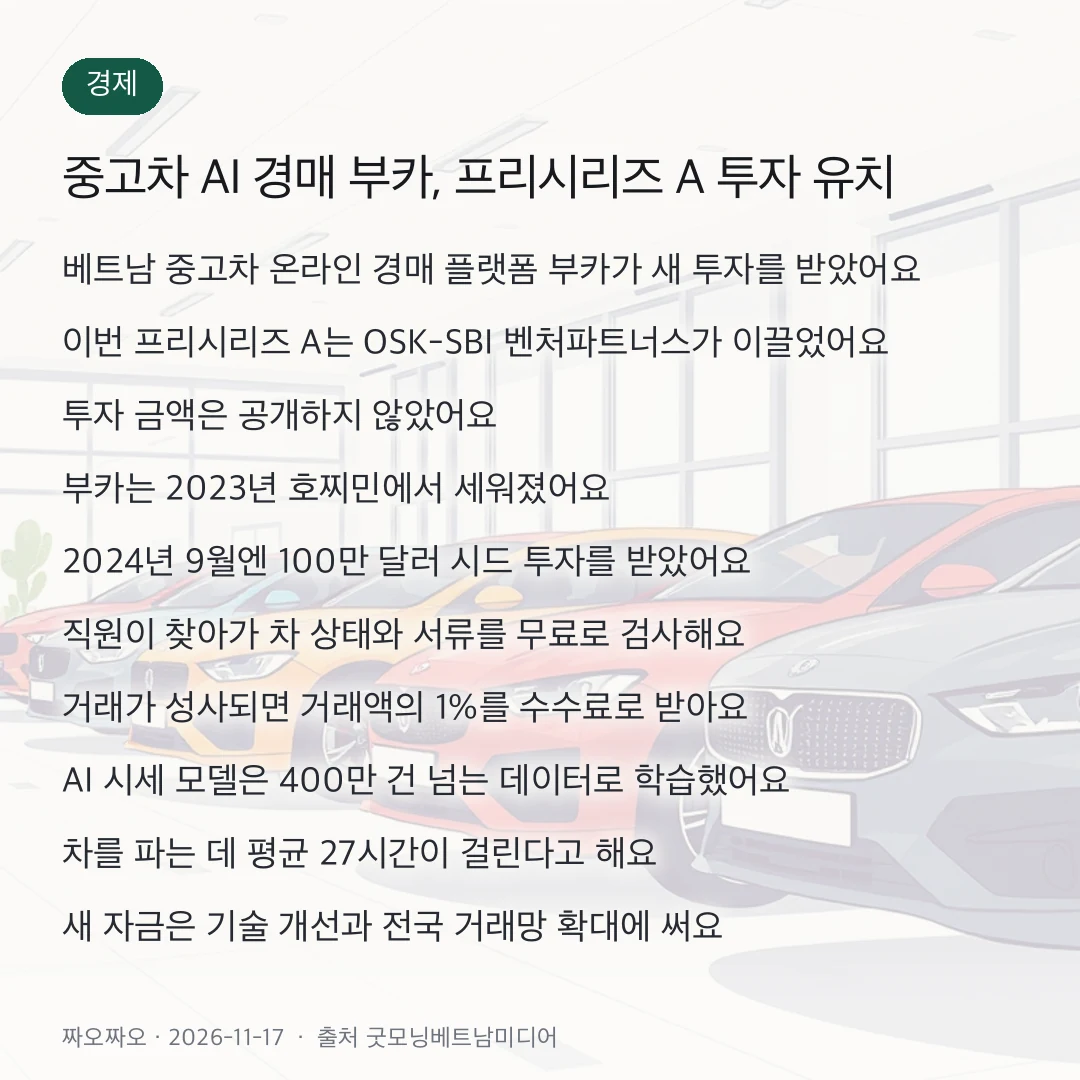 경제
중고차 AI 경매 부카, 프리시리즈 A 투자 유치
베트남 중고차 온라인 경매 플랫폼 부카가 새 투자를 받았어요
이번 프리시리즈 A는 OSK-SBI 벤처파트너스가 이끌었어요
투자 금액은 공개하지 않았어요
부카는 2023년 호찌민에서 세워졌어요
2024년 9월엔 100만 달러 시드 투자를 받았어요
직원이 찾아가 차 상태와 서류를 무료로 검사해요
거래가 성사되면 거래액의 1%를 수수료로 받아요
AI 시세 모델은 400만 건 넘는 데이터로 학습했어요
차를 파는 데 평균 27시간이 걸린다고 해요
새 자금은 기술 개선과 전국 거래망 확대에 써요
짜오짜오 · 2026-11-17 · 출처 굿모닝베트남미디어